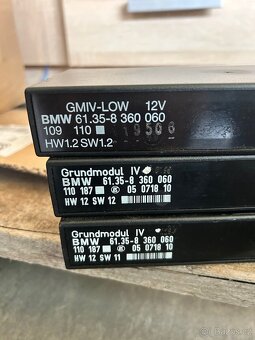 GMIV-LOW 12V
BMW 61.35-8 360 060
109 110 19506
HW1.2 SW1.2
Grundmodul IV
BMW 61.35-8 360 060
110 187 05 0718 10
HW 12 SW 12
Grundmodul IV
BMW 61.35-8 360 060
110 187 05 0718 10
HW 12 SW 11